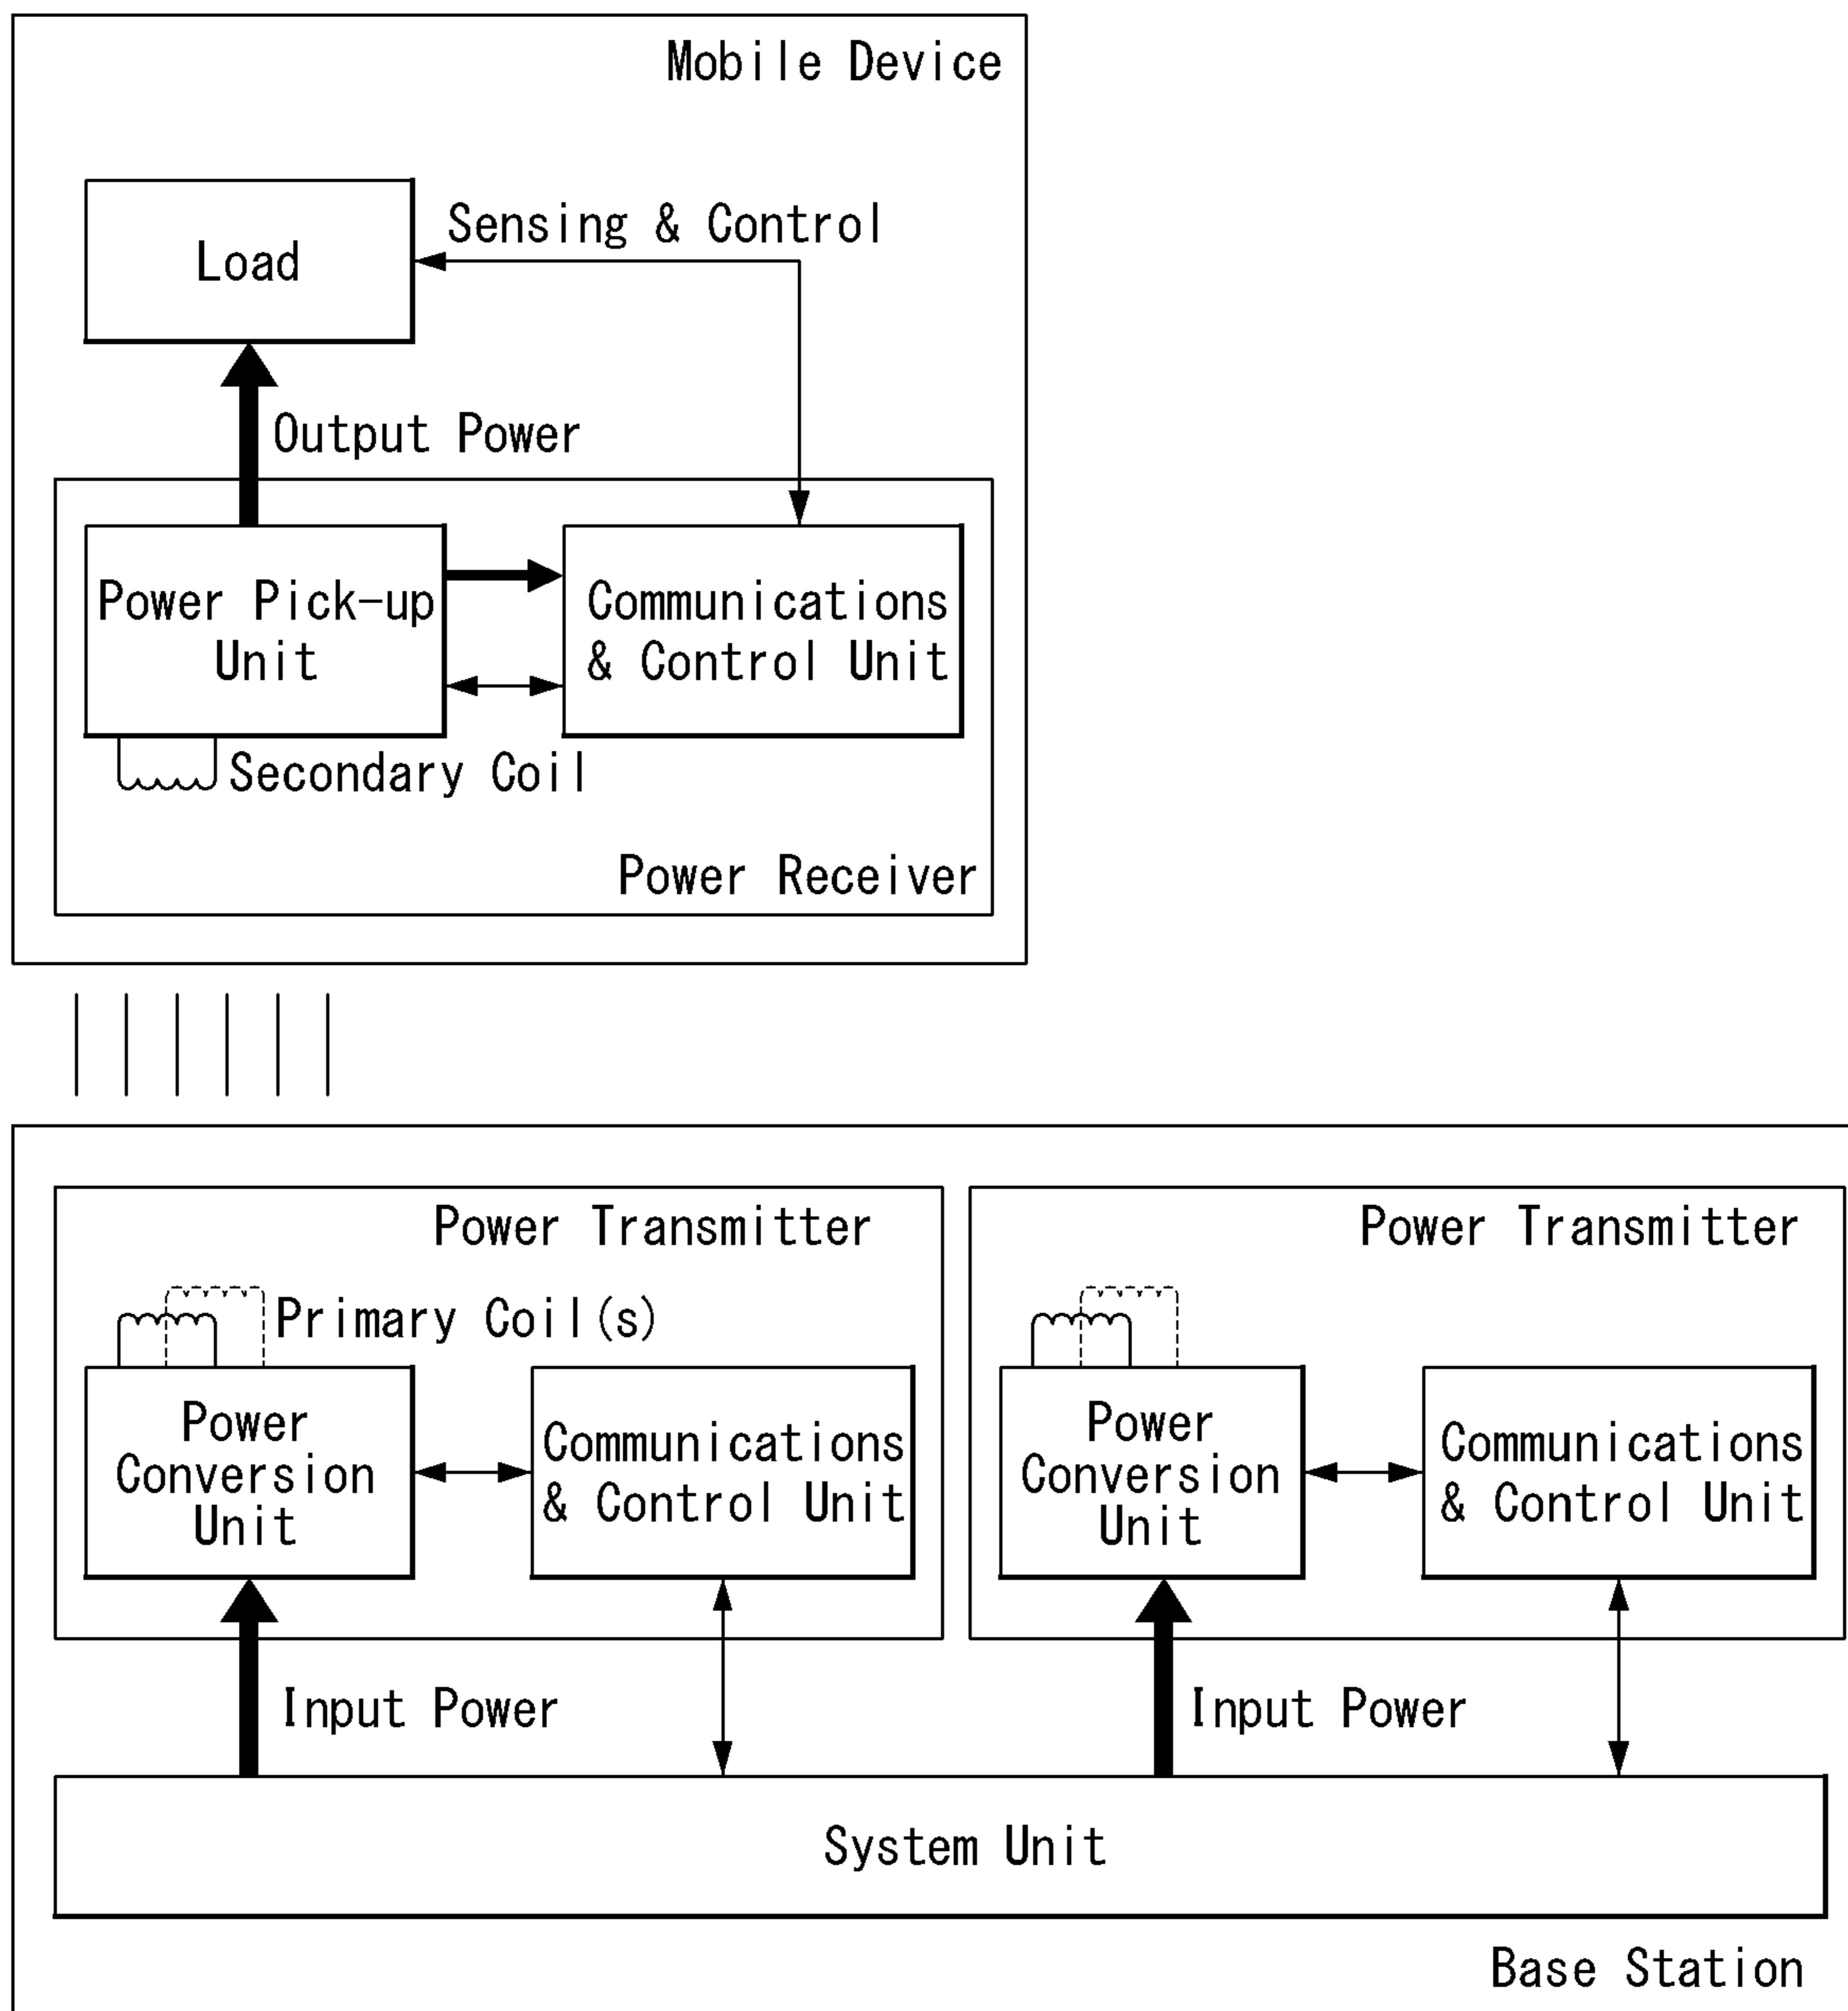 Mobile Device
Sensing & Control
Load
Output Power
Power Pick-up
Unit
Communications
& Control Unit
Secondary Coil
Power Receiver
Power Transmitter
Primary Coil(s)
Power
Conversion
Unit
Communications
& Control Unit
Input Power
Power Transmitter
Power
Conversion
Unit
Communications
& Control Unit
Input Power
System Unit
Base Station